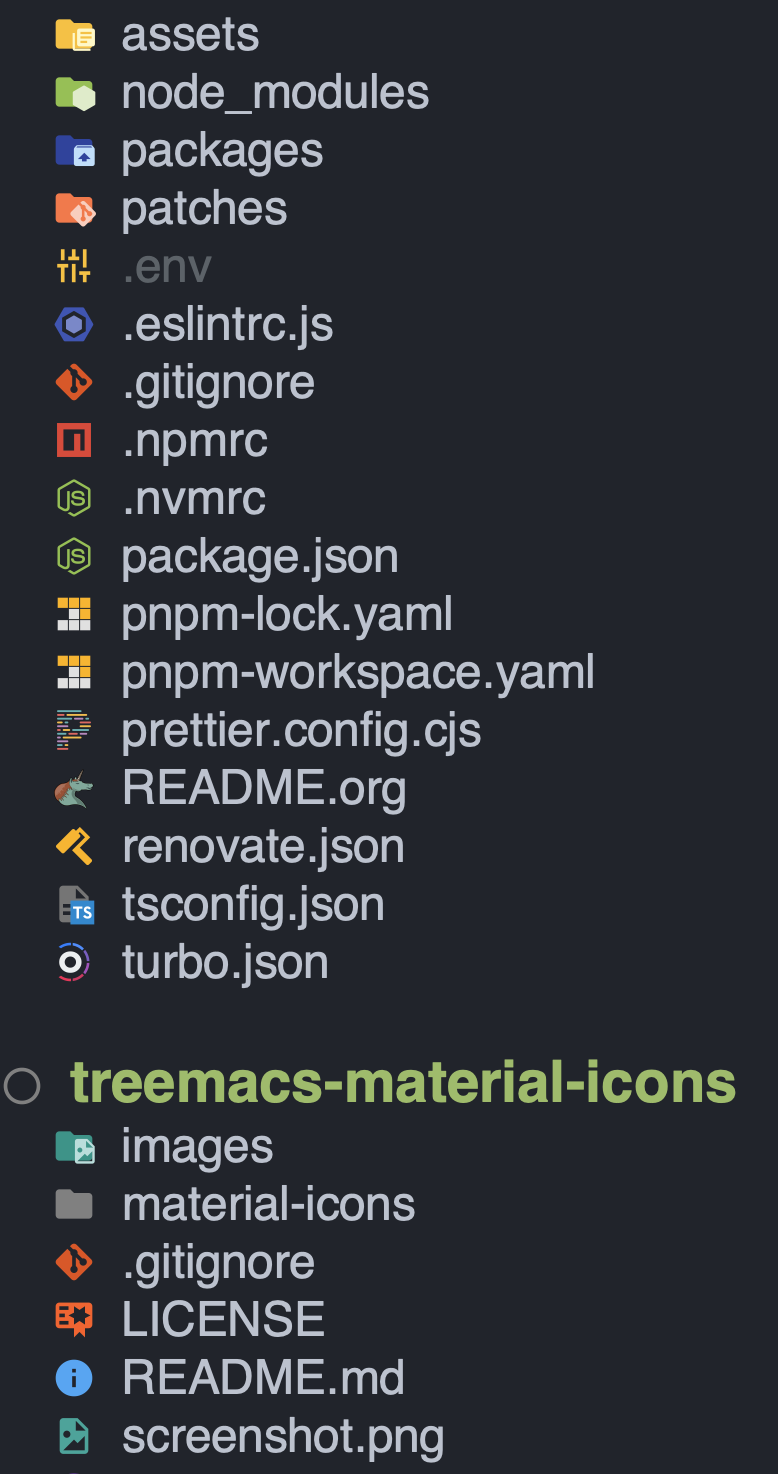 assets
node_modules
packages
patches
.env
.eslintrc.js
.gitignore
.npmrc
.nvmrc
package.json
pnpm-lock.yaml
pnpm-workspace.yaml
prettier.config.cjs
README.org
renovate.json
tsconfig.json
turbo.json
treemacs-material-icons
images
material-icons
.gitignore
LICENSE
README.md
screenshot.png